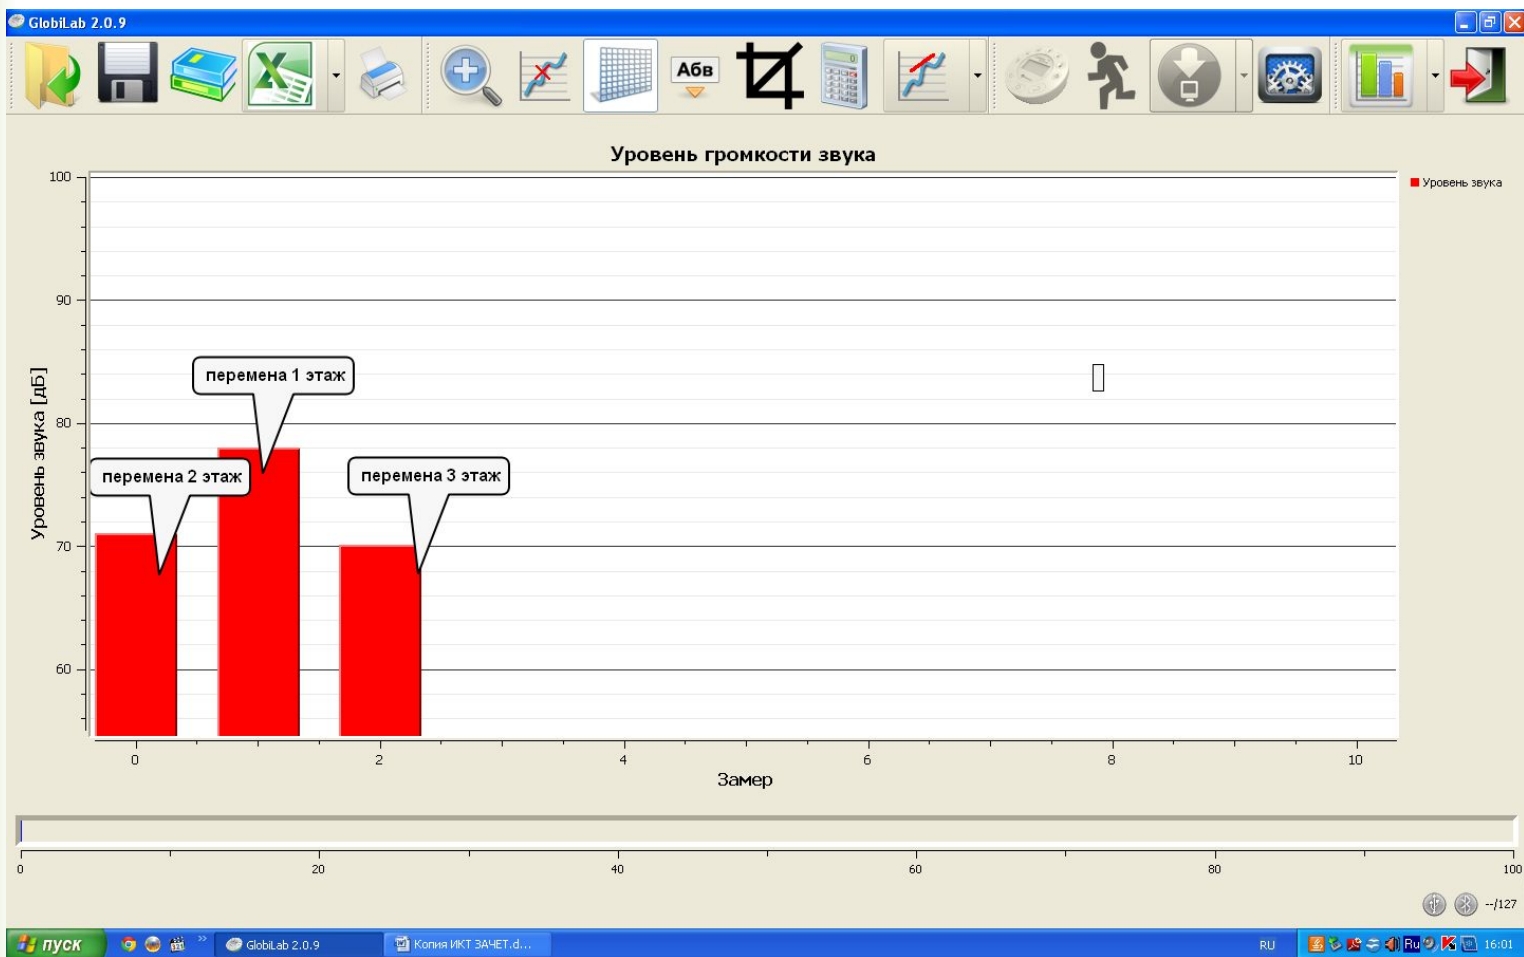 GlobiLab 2.0.9
Абв
Уровень громкости звука
Уровень звука
Уровень звука [дБ]
100
90
80
70
60
перемена 1 этаж
перемена 2 этаж
перемена 3 этаж
0 2 4 6 8 10
Замер
0 20 40 60 80 100
--/127
пуск
GlobiLab 2.0.9
Копия ИКТ ЗАЧЕТ.d...
RU
Ru
16:01